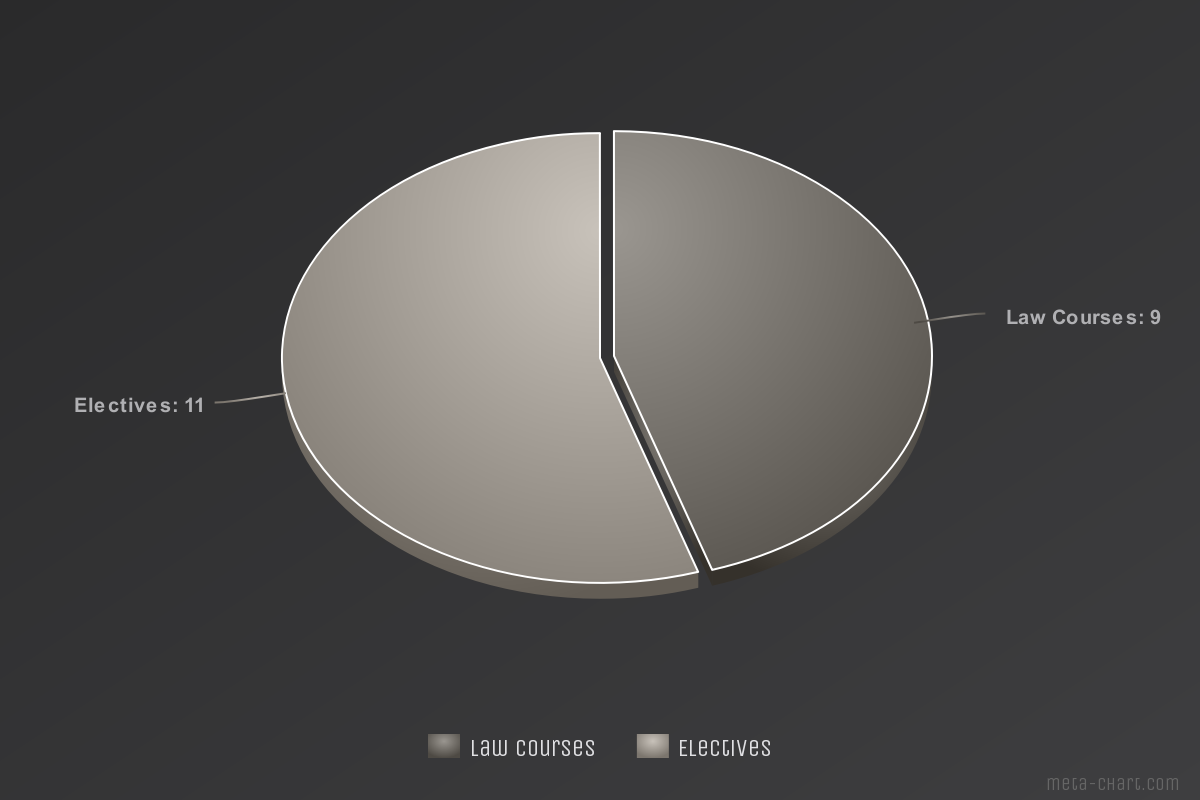 Law Courses: 9
Electives: 11
Law Courses
Electives
meta-chart.com